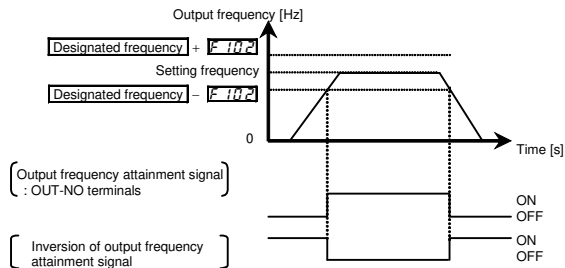 Output frequency [Hz]
Designated frequency + F 102
Setting frequency
Designated frequency − F 102
0
Time [s]
Output frequency attainment signal
: OUT-NO terminals
ON
OFF
Inversion of output frequency
attainment signal
ON
OFF